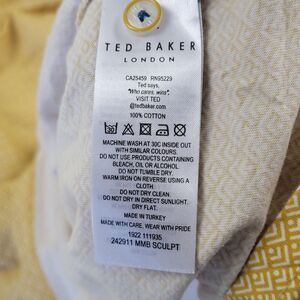 TED BAKER
LONDON
CA25459 RN95229
Ted says,
"Who cares, wins".
VISIT TED
@tedbaker.com
100% COTTON
MACHINE WASH AT 30C INSIDE OUT
WITH SIMILAR COLOURS.
DO NOT USE PRODUCTS CONTAINING
BLEACH, OIL OR ALCOHOL.
DO NOT TUMBLE DRY.
WARM IRON ON REVERSE USING A
CLOTH.
DO NOT DRY CLEAN.
DO NOT DRY IN DIRECT SUNLIGHT.
DRY FLAT.
MADE IN TURKEY
MADE WITH CARE, WEAR WITH PRIDE
1922 111935
242911 MMB SCULPT